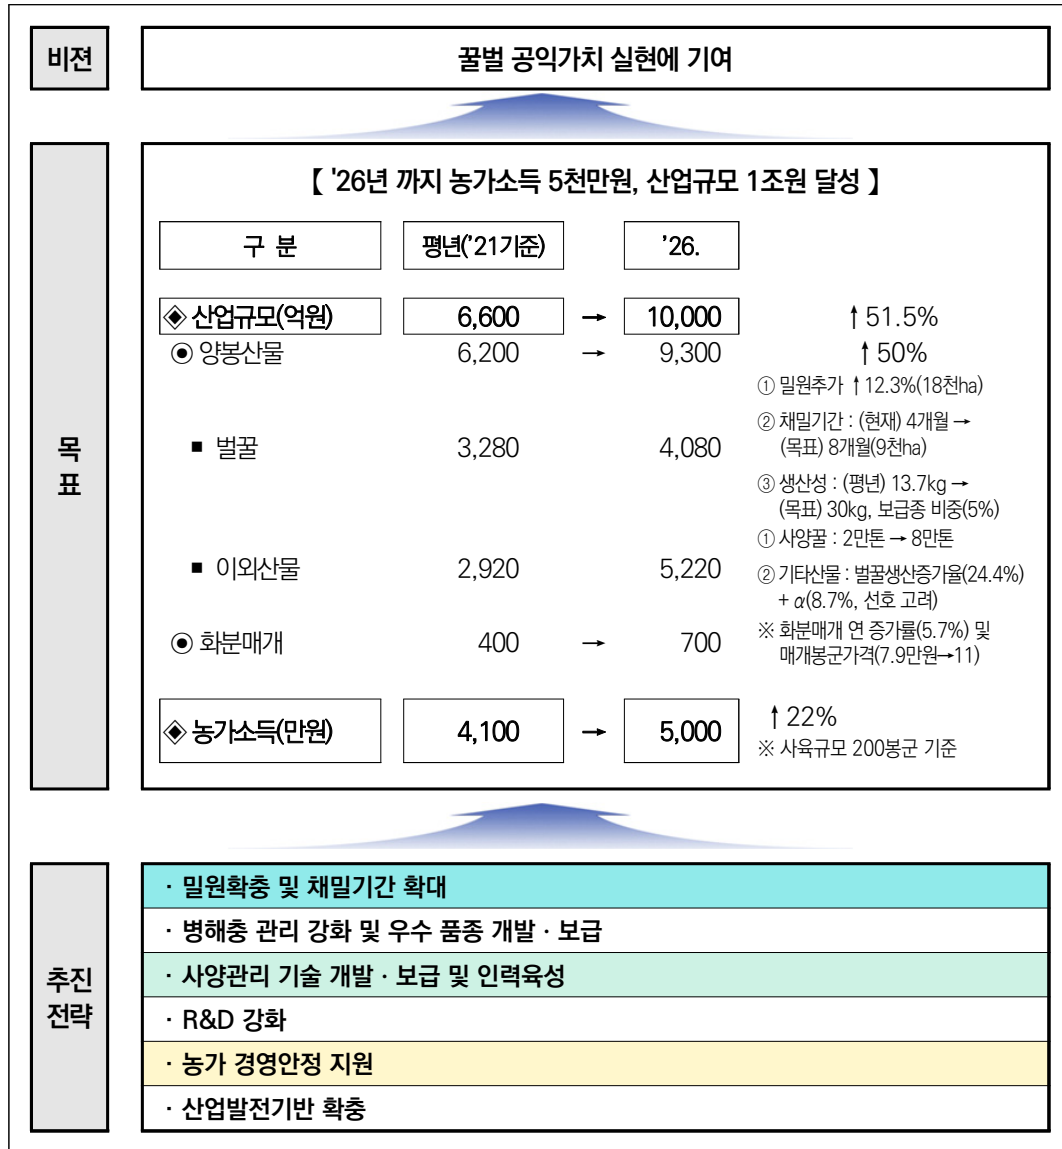 비젼
꿀벌 공익가치 실현에 기여
목
표
【 '26년 까지 농가소득 5천만원, 산업규모 1조원 달성 】
구 분 평년('21기준) '26.
◈ 산업규모(억원) 6,600 → 10,000 ↑51.5%
◉ 양봉산물 6,200 → 9,300 ↑50%
① 밀원추가 ↑12.3%(18천ha)
■ 벌꿀 3,280 4,080
② 채밀기간 : (현재) 4개월 →
(목표) 8개월(9천ha)
③ 생산성 : (평년) 13.7kg →
(목표) 30kg, 보급종 비중(5%)
■ 이외산물 2,920 5,220
① 사양꿀 : 2만톤 → 8만톤
② 기타산물 : 벌꿀생산증가율(24.4%)
+ α(8.7%, 선호 고려)
◉ 화분매개 400 → 700
※ 화분매개 연 증가률(5.7%) 및
매개봉군가격(7.9만원→11)
◈ 농가소득(만원) 4,100 → 5,000
↑22%
※ 사육규모 200봉군 기준
추진
전략
· 밀원확충 및 채밀기간 확대
· 병해충 관리 강화 및 우수 품종 개발 · 보급
· 사양관리 기술 개발 · 보급 및 인력육성
· R&D 강화
· 농가 경영안정 지원
· 산업발전기반 확충